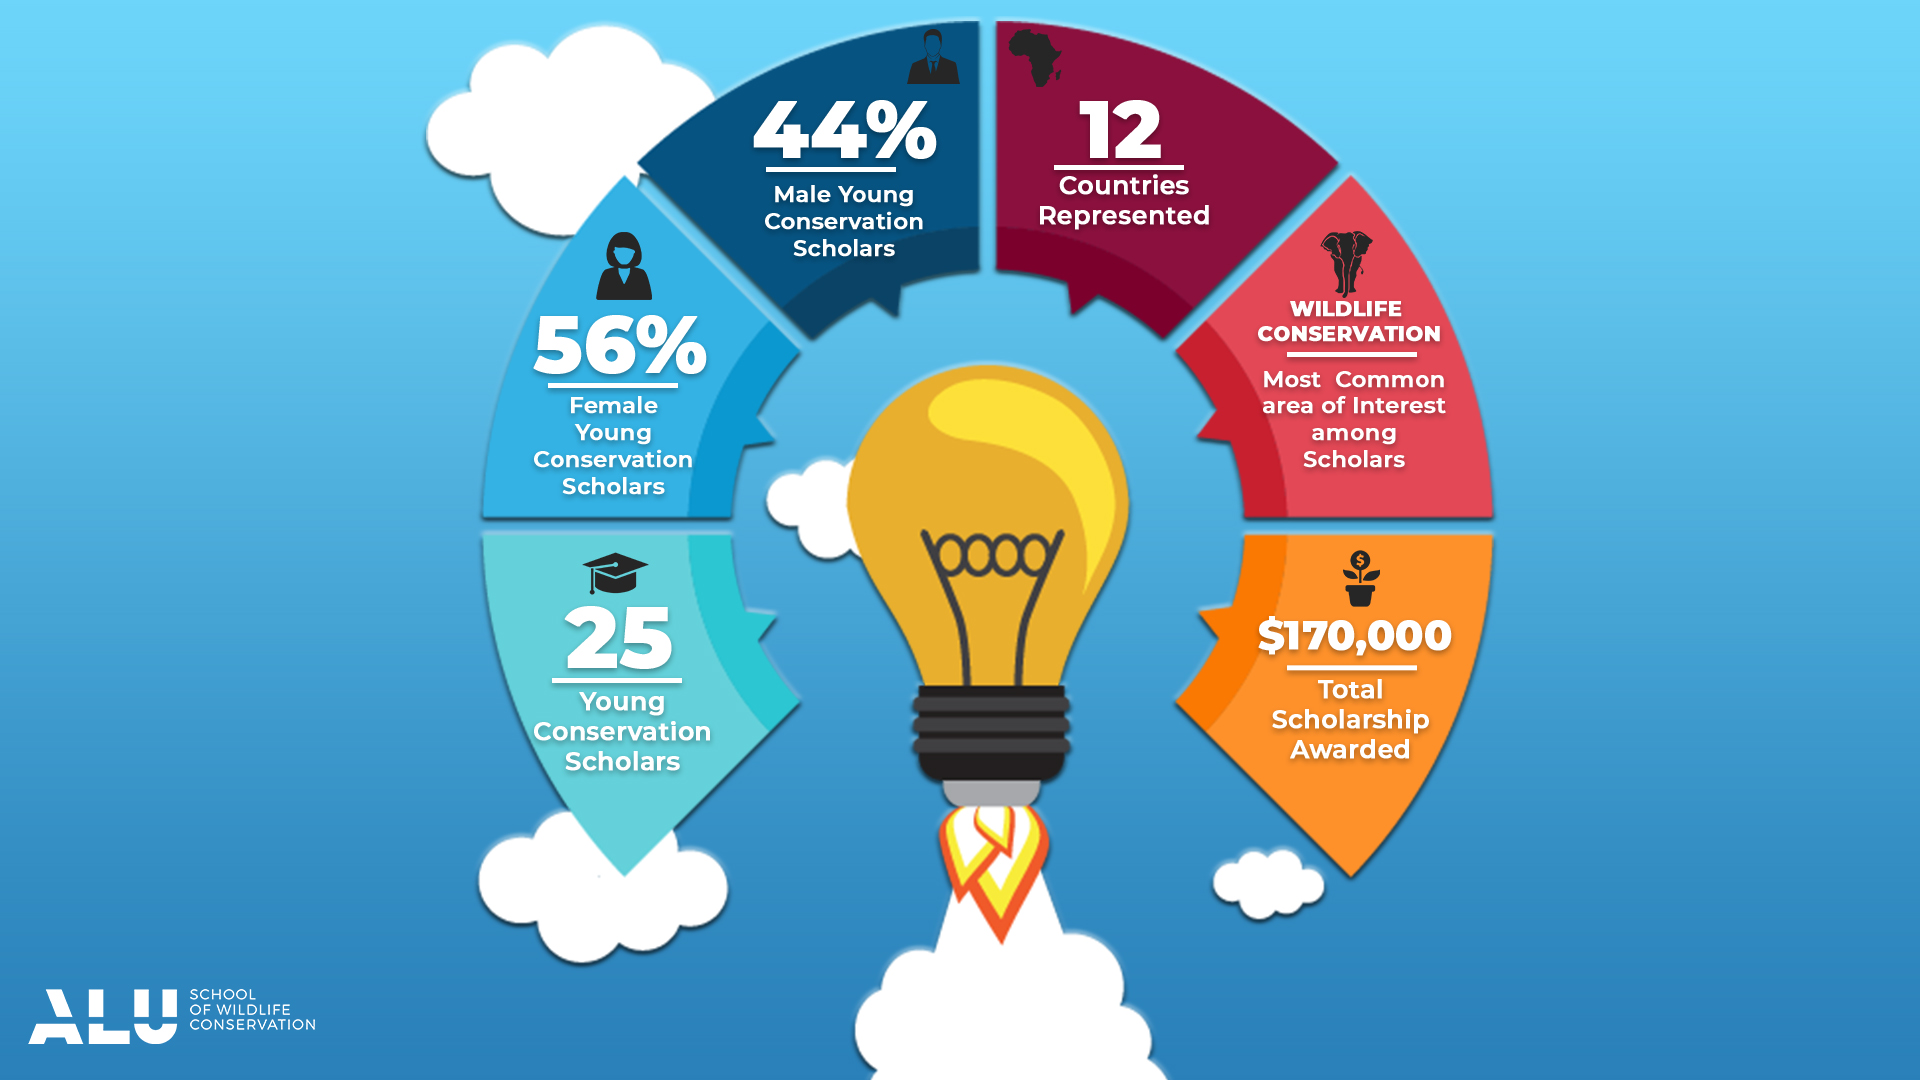 44%
Male Young
Conservation
Scholars
12
Countries
Represented
56%
Female
Young
Conservation
Scholars
WILDLIFE
CONSERVATION
Most Common
area of Interest
among
Scholars
25
Young
Conservation
Scholars
$170,000
Total
Scholarship
Awarded
ALU
SCHOOL
OF WILDLIFE
CONSERVATION